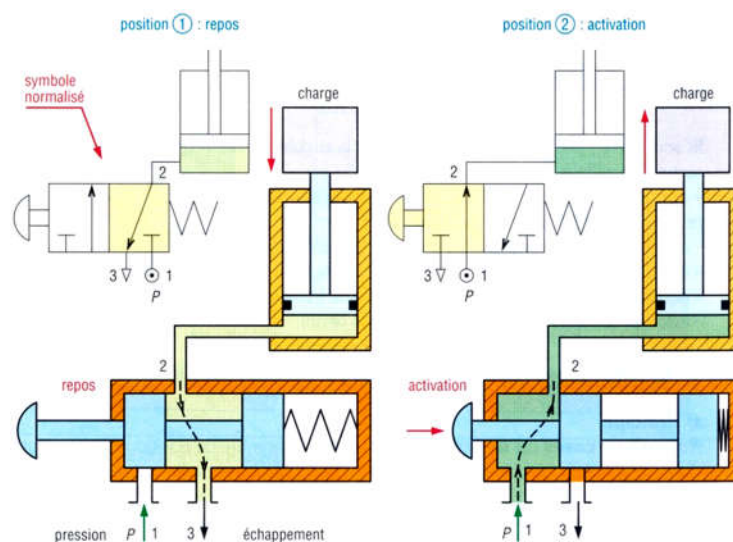 position 1 : repos
position 2 : activation
symbole
normalisé
charge
charge
2
2
3
1
P
3
1
P
2
2
repos
activation
pression
P
1
3
échappement
P
1
3